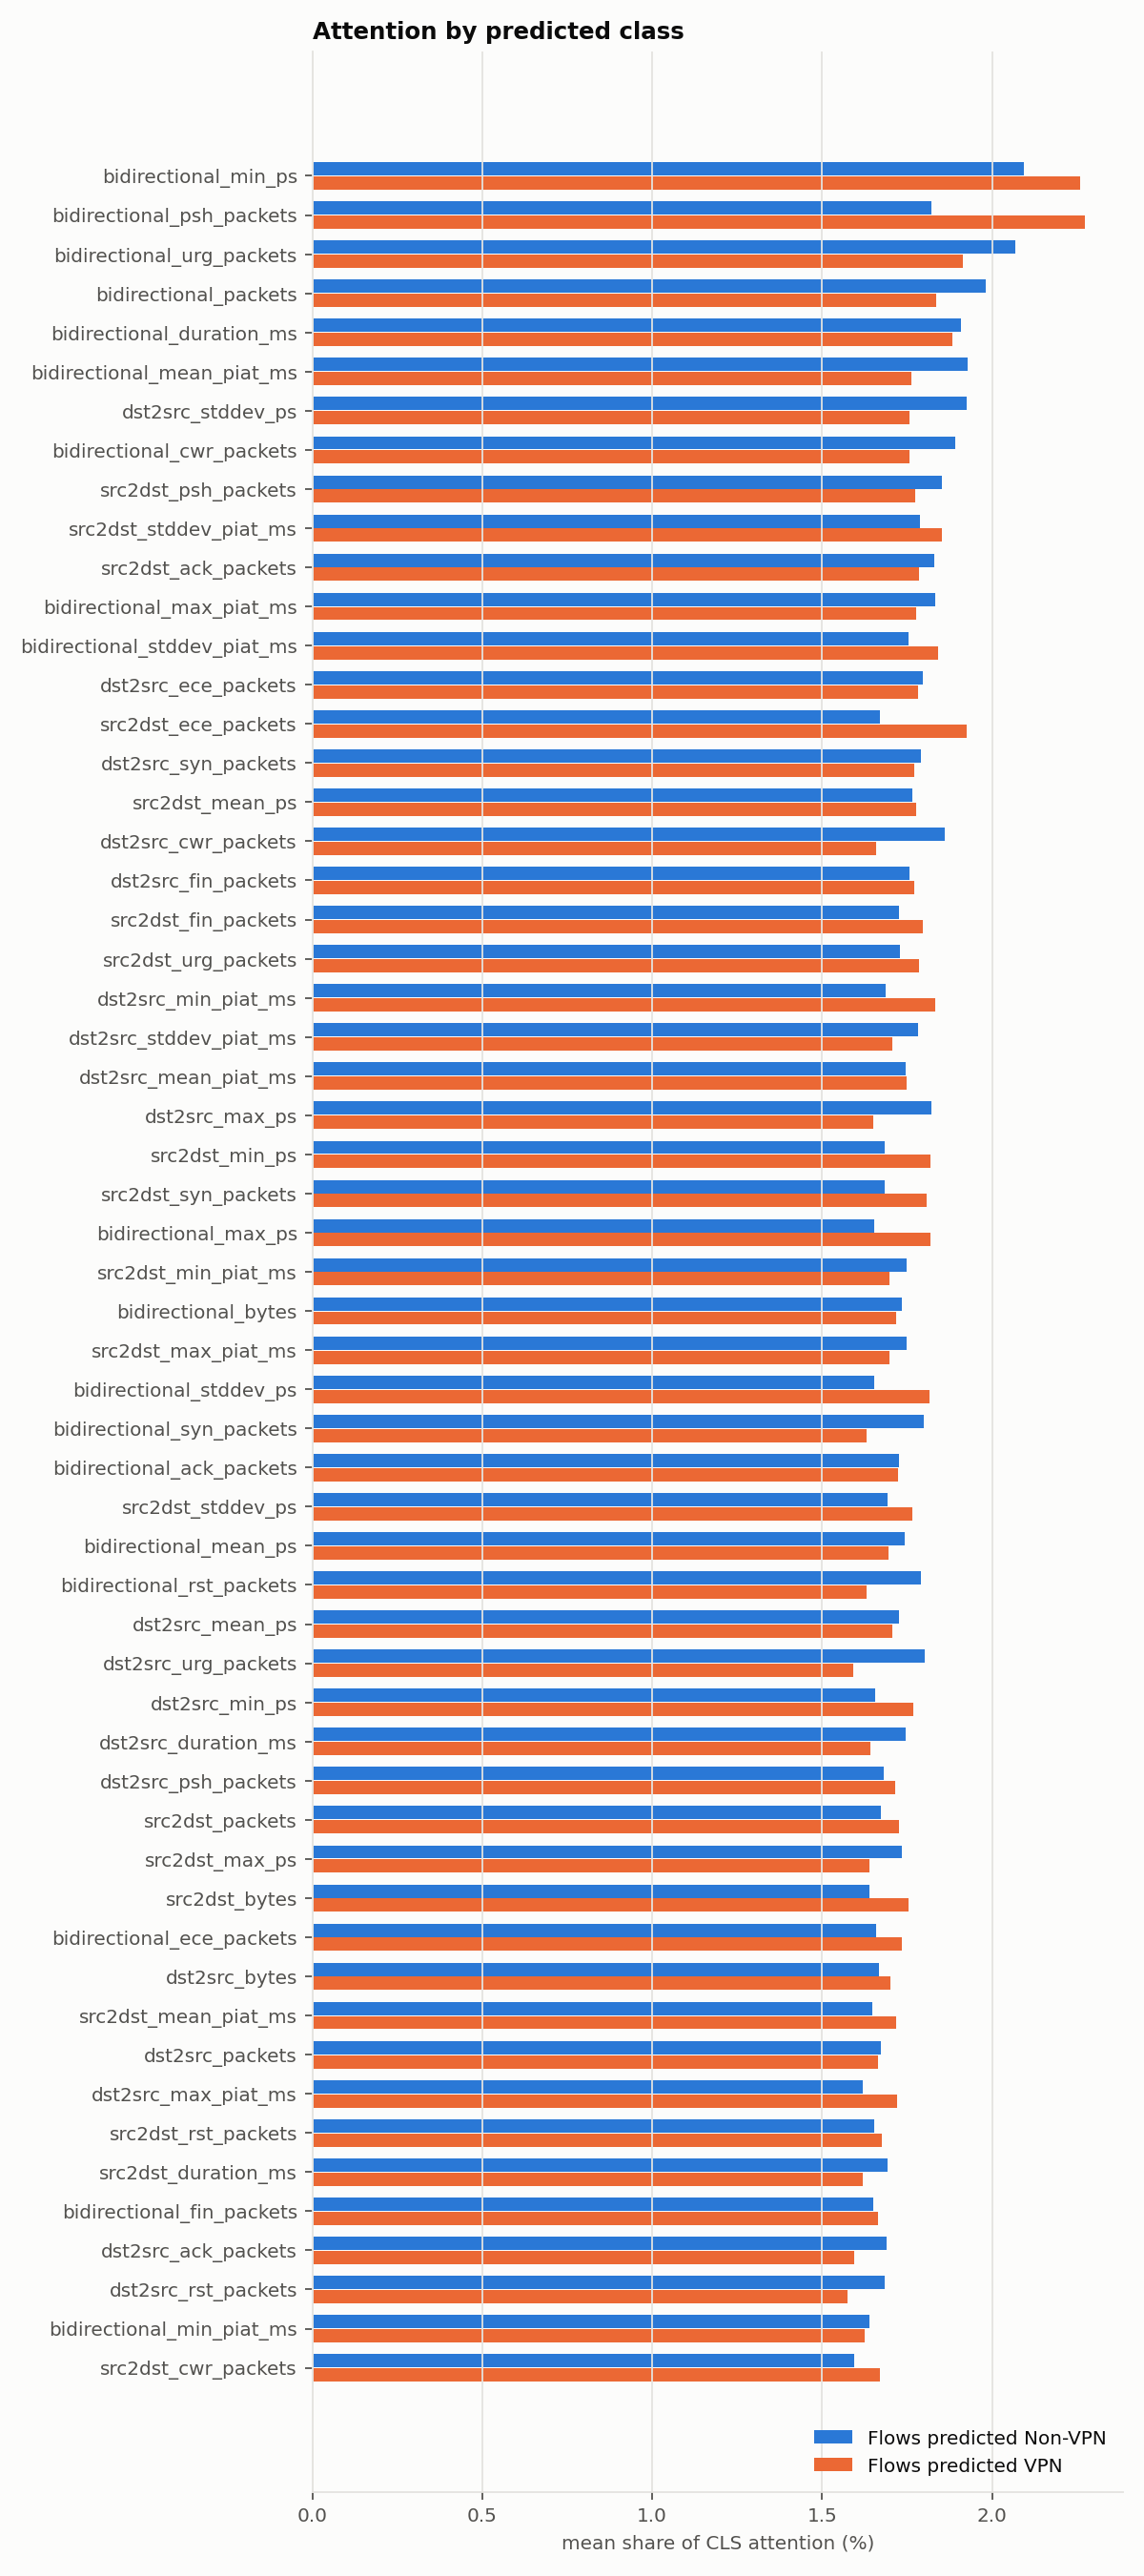 Attention by predicted class
bidirectional_min_ps
bidirectional_psh_packets
bidirectional_urg_packets
bidirectional_packets
bidirectional_duration_ms
bidirectional_mean_piat_ms
dst2src_stddev_ps
bidirectional_cwr_packets
src2dst_psh_packets
src2dst_stddev_piat_ms
src2dst_ack_packets
bidirectional_max_piat_ms
bidirectional_stddev_piat_ms
dst2src_ece_packets
src2dst_ece_packets
dst2src_syn_packets
src2dst_mean_ps
dst2src_cwr_packets
dst2src_fin_packets
src2dst_fin_packets
src2dst_urg_packets
dst2src_min_piat_ms
dst2src_stddev_piat_ms
dst2src_mean_piat_ms
dst2src_max_ps
src2dst_min_ps
src2dst_syn_packets
bidirectional_max_ps
src2dst_min_piat_ms
bidirectional_bytes
src2dst_max_piat_ms
bidirectional_stddev_ps
bidirectional_syn_packets
bidirectional_ack_packets
src2dst_stddev_ps
bidirectional_mean_ps
bidirectional_rst_packets
dst2src_mean_ps
dst2src_urg_packets
dst2src_min_ps
dst2src_duration_ms
dst2src_psh_packets
src2dst_packets
src2dst_max_ps
src2dst_bytes
bidirectional_ece_packets
dst2src_bytes
src2dst_mean_piat_ms
dst2src_packets
dst2src_max_piat_ms
src2dst_rst_packets
src2dst_duration_ms
bidirectional_fin_packets
dst2src_ack_packets
dst2src_rst_packets
bidirectional_min_piat_ms
src2dst_cwr_packets
Flows predicted Non-VPN
Flows predicted VPN
0.0 0.5 1.0 1.5 2.0
mean share of CLS attention (%)